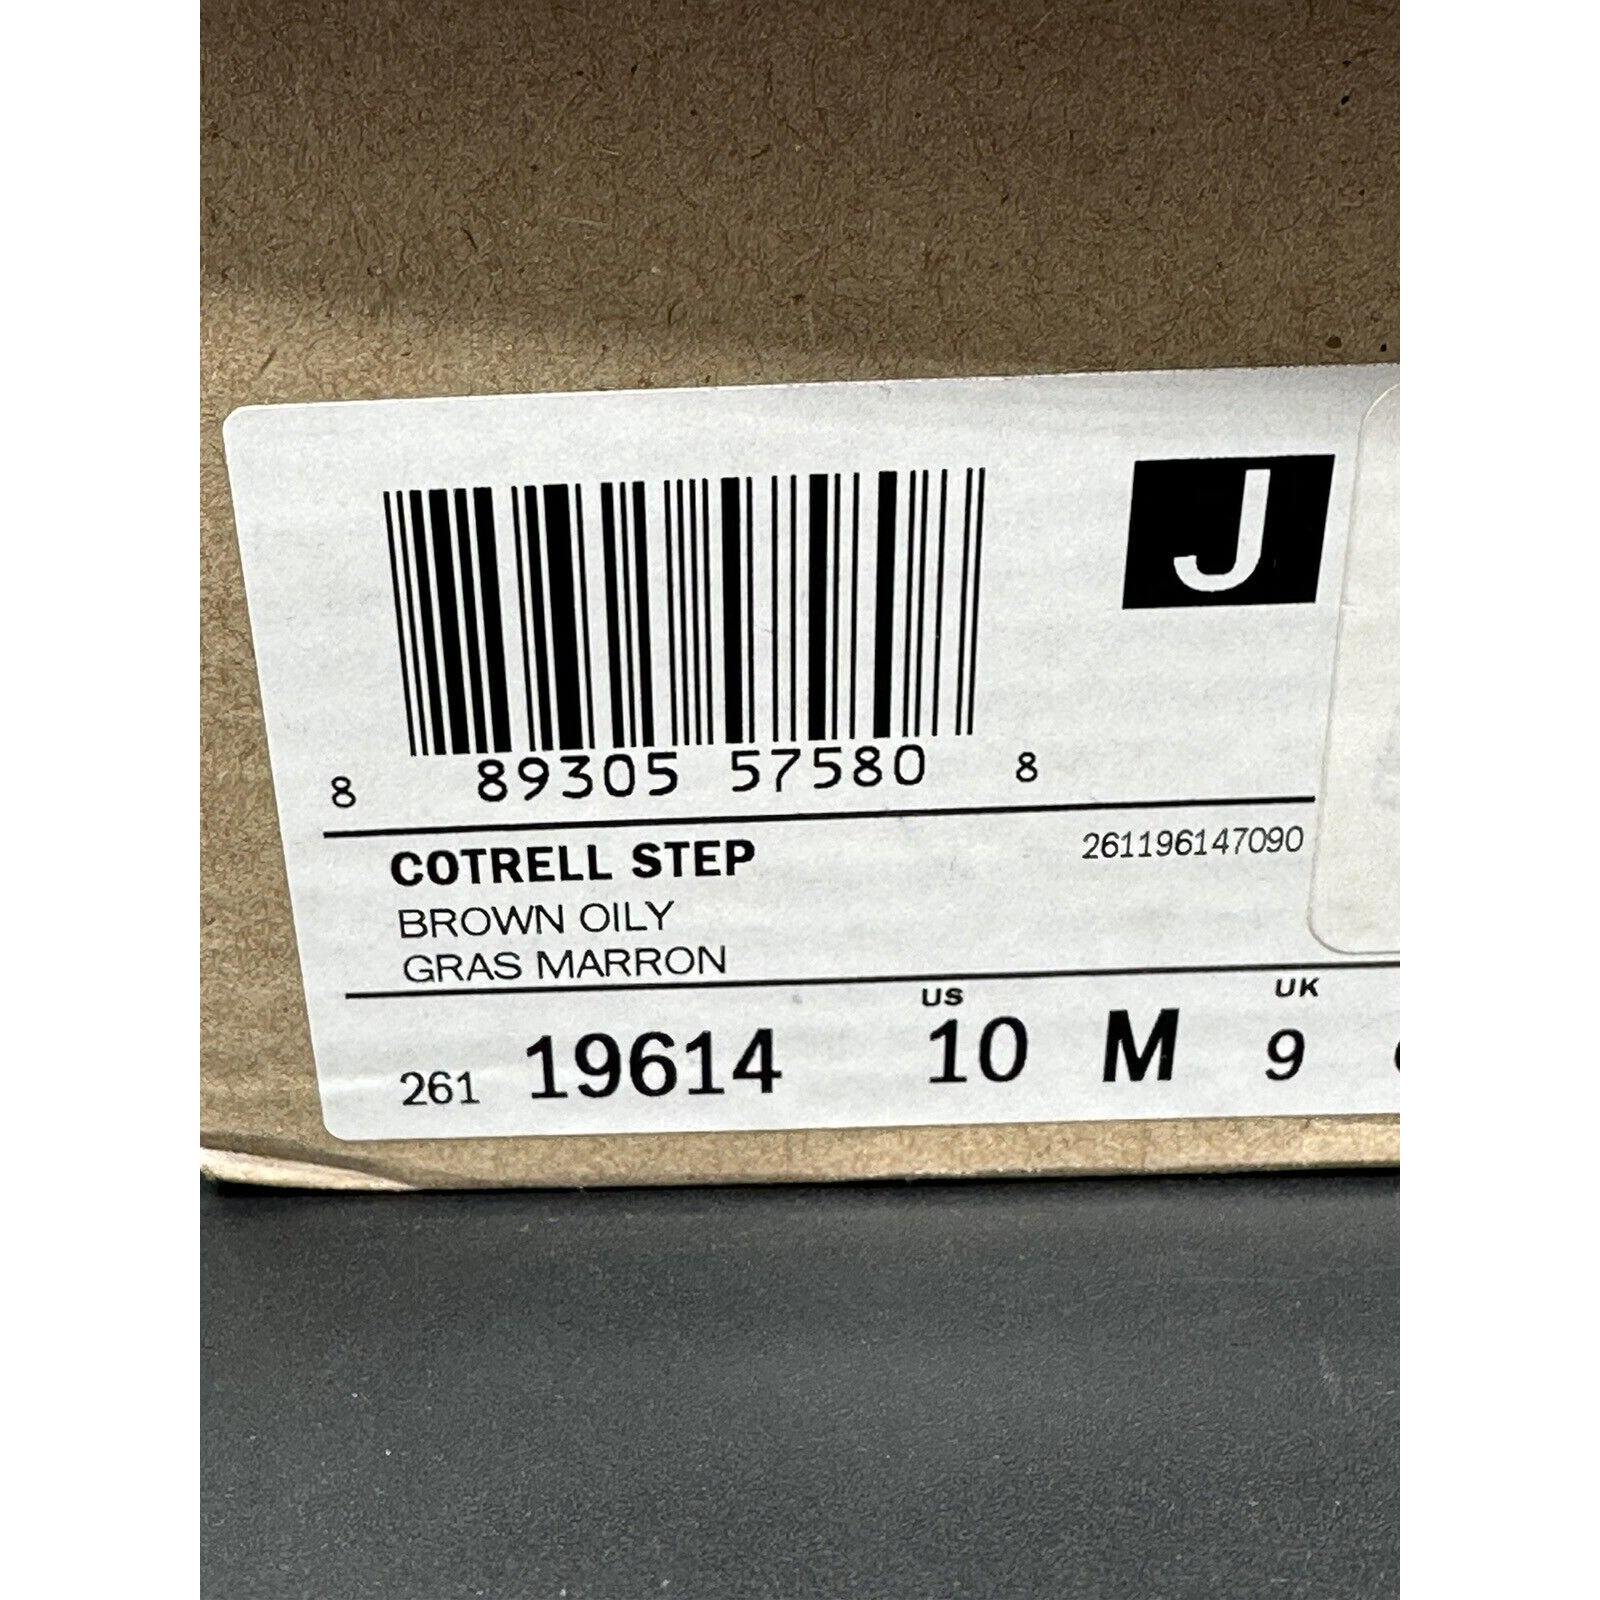 J
8 89305 57580 8
COTRELL STEP 261196147090
BROWN OILY
GRAS MARRON
US UK
261 19614 10 M 9